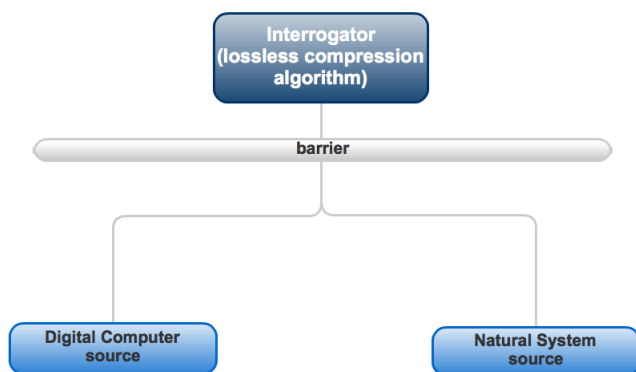 Interrogator
(lossless compression
algorithm)
barrier
Digital Computer
source
Natural System
source